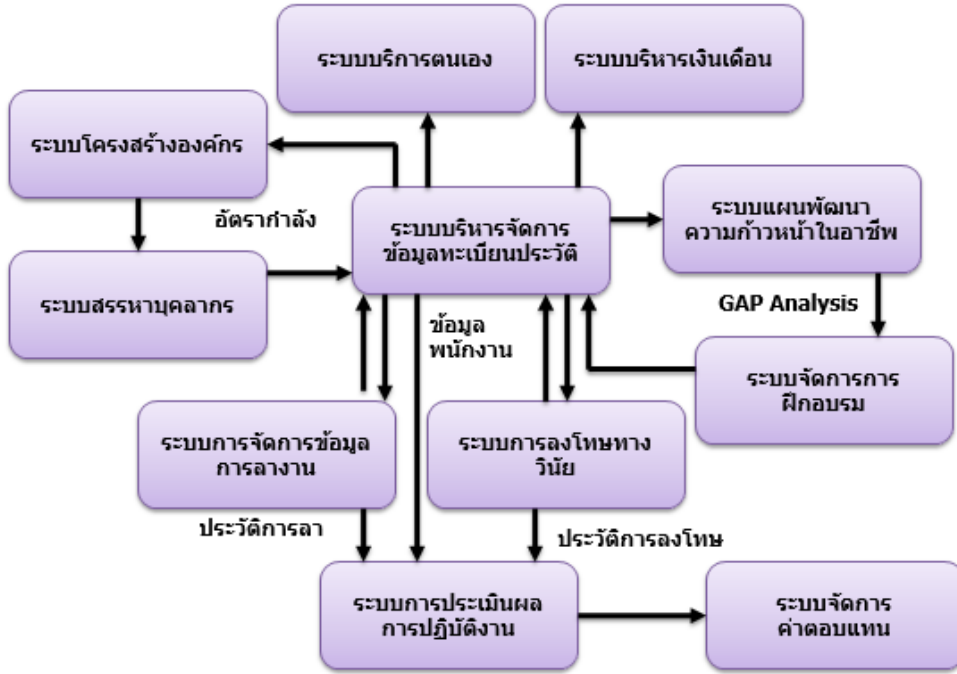 ระบบบริการตนเอง
ระบบบริหารเงินเดือน
ระบบโครงสร้างองค์กร
อัตรากำลัง
ระบบบริหารจัดการ
ข้อมูลทะเบียนประวัติ
ระบบแผนพัฒนา
ความก้าวหน้าในอาชีพ
ระบบสรรหาบุคลากร
GAP Analysis
ข้อมูล
พนักงาน
ระบบจัดการการ
ฝึกอบรม
ระบบการจัดการข้อมูล
การลางาน
ระบบการลงโทษทาง
วินัย
ประวัติการลา
ประวัติการลงโทษ
ระบบการประเมินผล
การปฏิบัติงาน
ระบบจัดการ
ค่าตอบแทน